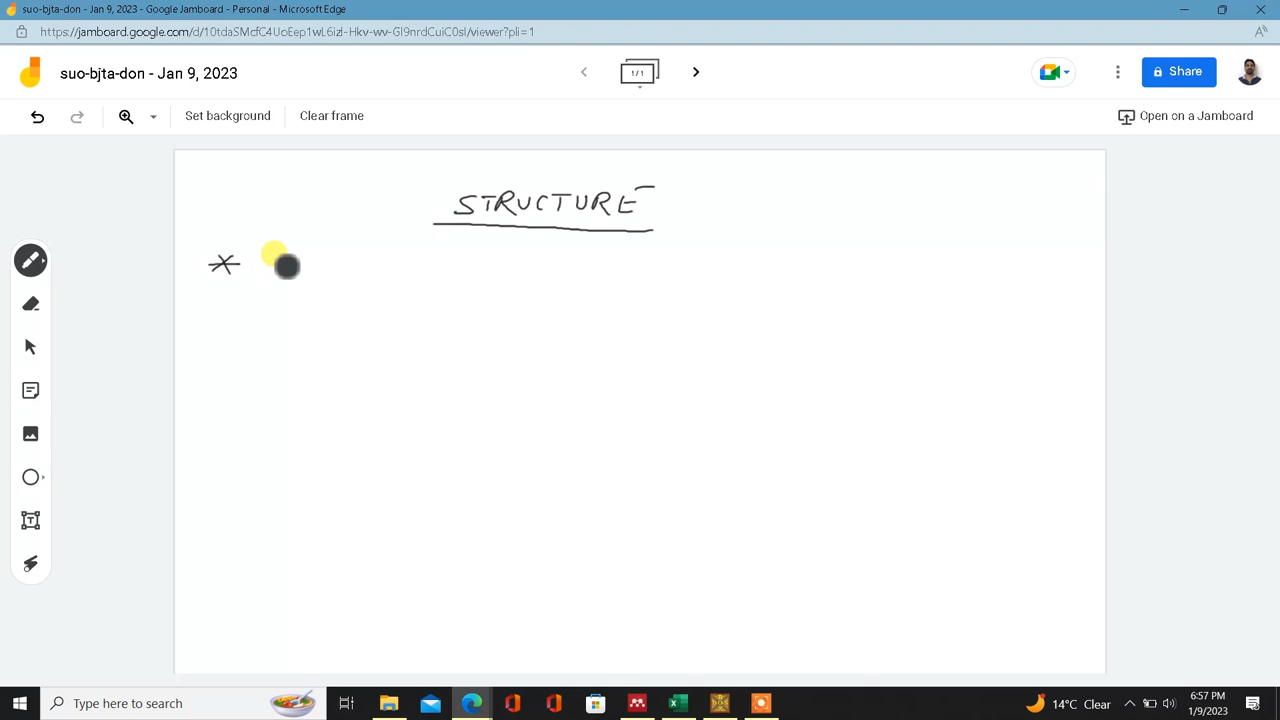 suo-bjta-don - Jan 9, 2023 - Google Jamboard - Personal - Microsoft Edge
https://jamboard.google.com/d/10tdaSMcfC4UoEep1wL6izI-Hkv-wv-GI9nrdCuiC0sI/viewer?pli=1
suo-bjta-don - Jan 9, 2023
1/1
Share
Set background
Clear frame
Open on a Jamboard
STRUCTURE
*
Type here to search
14°C Clear
6:57 PM
1/9/2023